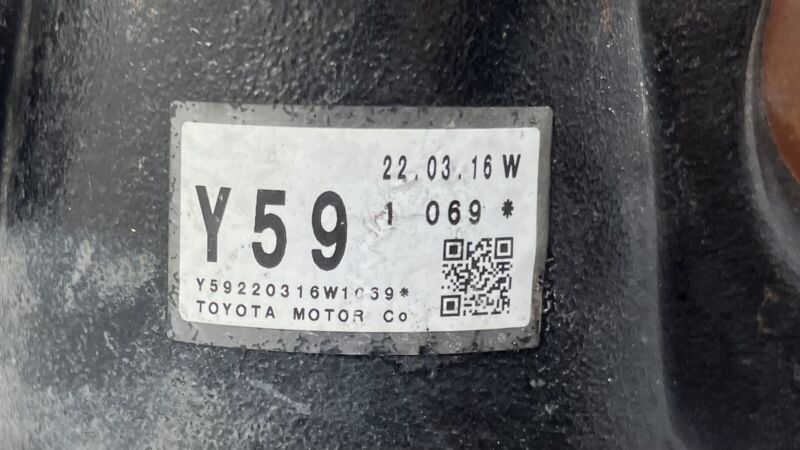 22.03.16 W
Y59
1 069 *
Y59220316W1069*
TOYOTA MOTOR Co